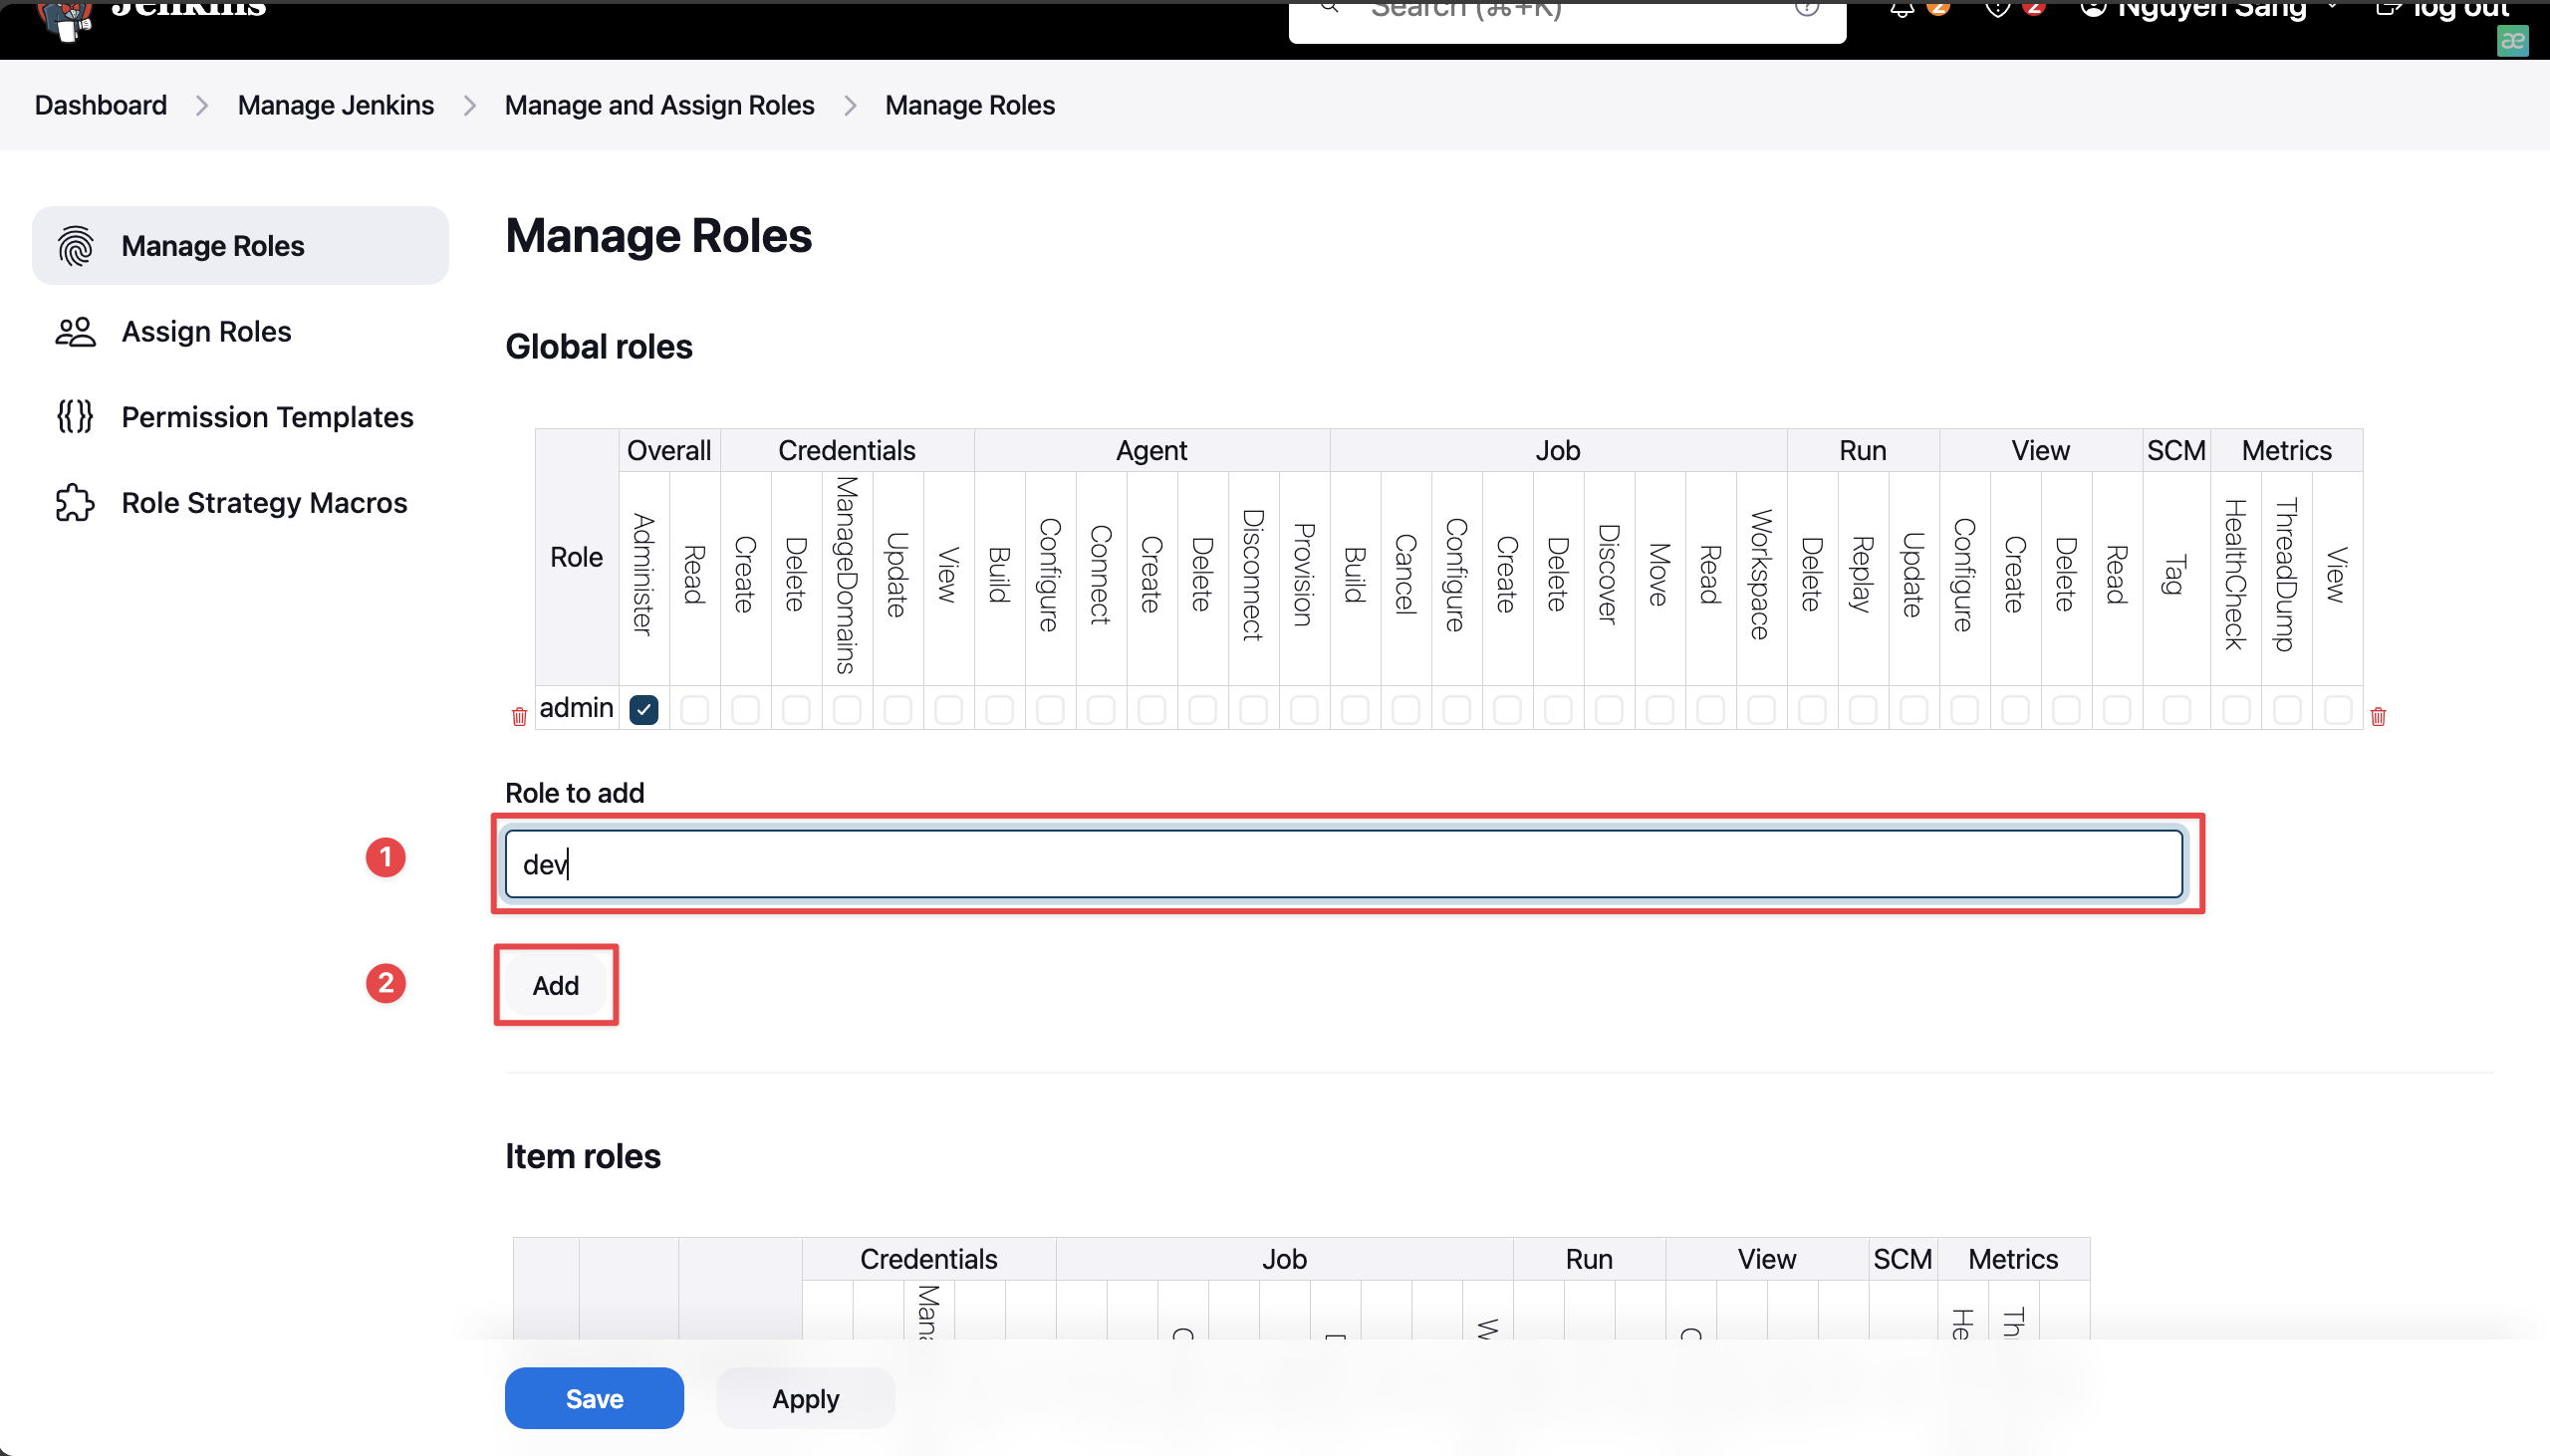 Jenkins
Search (⌘+K)
2
2
Nguyen Sang
log out
æ
Dashboard
Manage Jenkins
Manage and Assign Roles
Manage Roles
Manage Roles
Assign Roles
Permission Templates
Role Strategy Macros
Manage Roles
Global roles
Role
Overall
Credentials
Agent
Job
Run
View
SCM
Metrics
Administer
Read
Create
Delete
ManageDomains
Update
View
Build
Configure
Connect
Create
Delete
Disconnect
Provision
Build
Cancel
Configure
Create
Delete
Discover
Move
Read
Workspace
Delete
Replay
Update
Configure
Create
Delete
Read
Tag
HealthCheck
ThreadDump
View
admin
Role to add
1
dev
2
Add
Item roles
Credentials
Job
Run
View
SCM
Metrics
Save
Apply